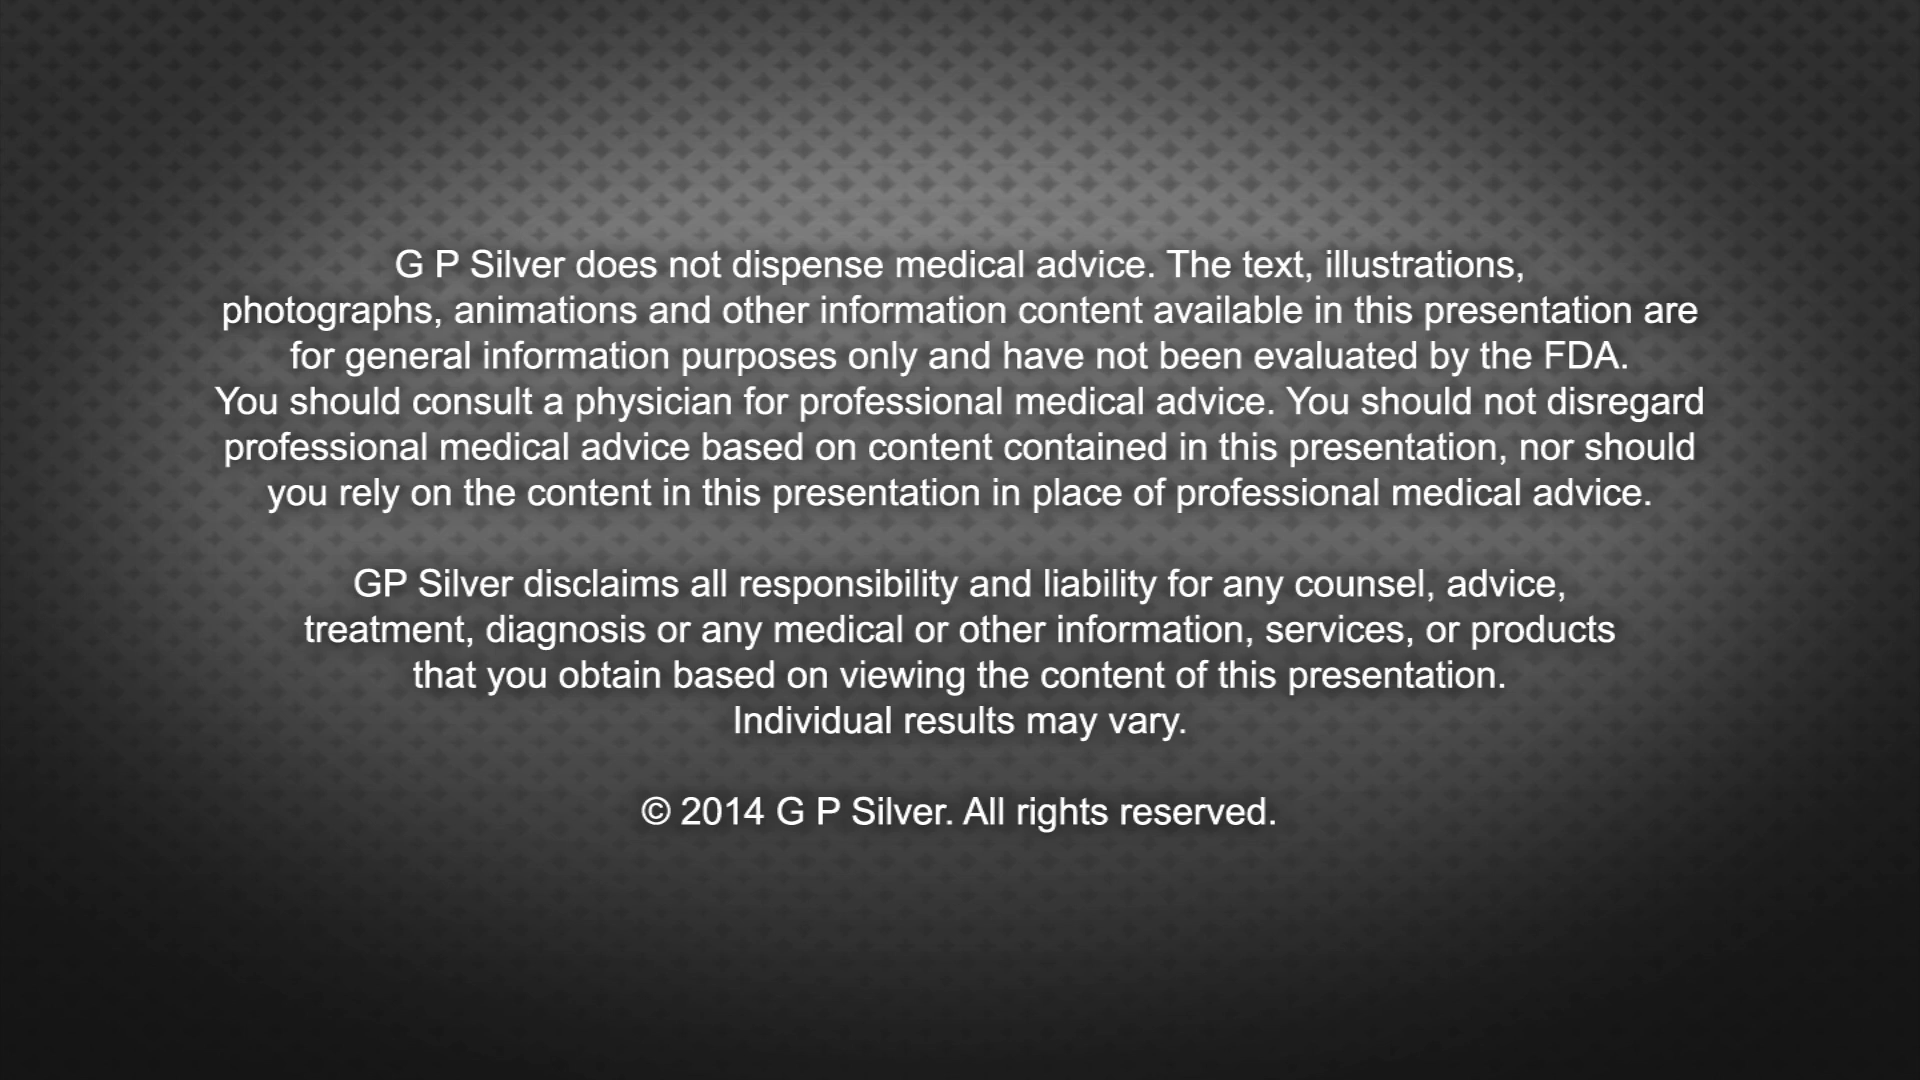 G P Silver does not dispense medical advice. The text, illustrations,
photographs, animations and other information content available in this presentation are
for general information purposes only and have not been evaluated by the FDA.
You should consult a physician for professional medical advice. You should not disregard
professional medical advice based on content contained in this presentation, nor should
you rely on the content in this presentation in place of professional medical advice.
GP Silver disclaims all responsibility and liability for any counsel, advice,
treatment, diagnosis or any medical or other information, services, or products
that you obtain based on viewing the content of this presentation.
Individual results may vary.
© 2014 G P Silver. All rights reserved.